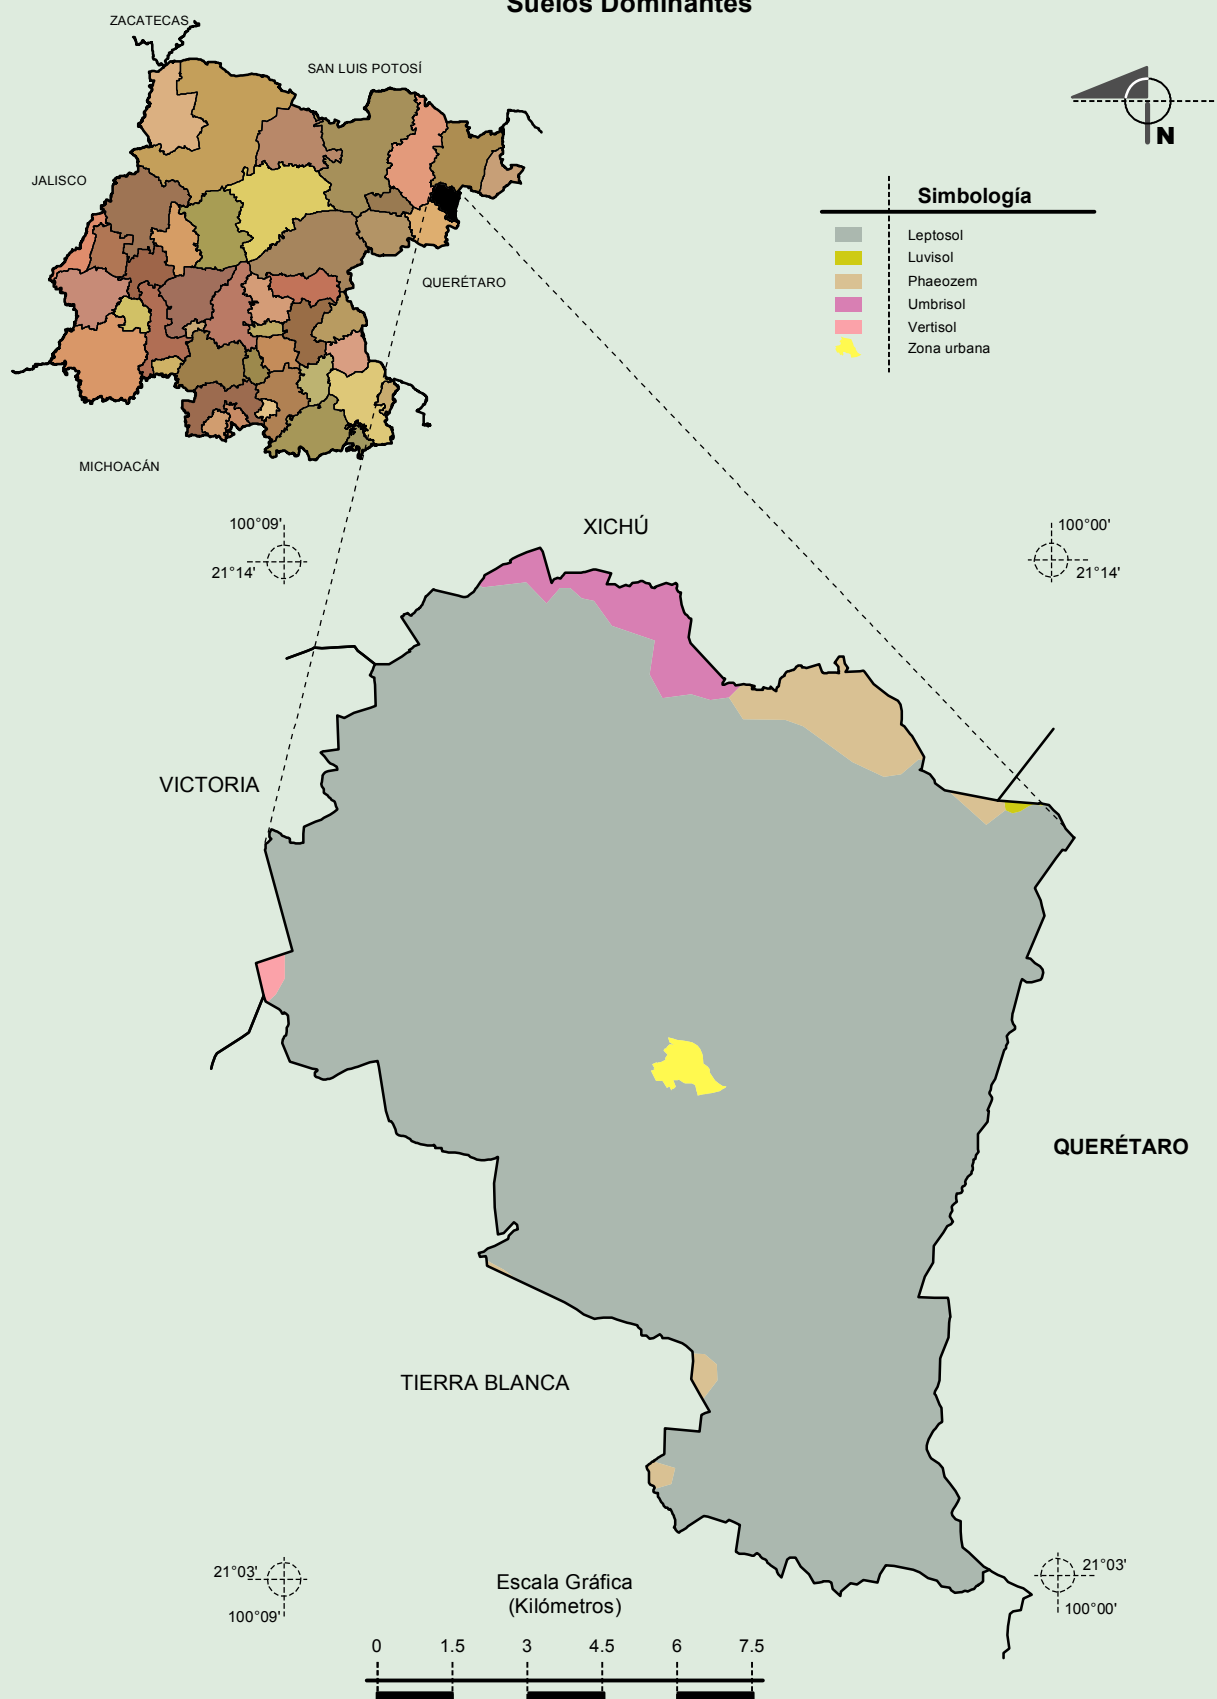 Suelos Dominantes
ZACATECAS
SAN LUIS POTOSÍ
JALISCO
QUERÉTARO
MICHOACÁN
N
Simbología
Leptosol
Luvisol
Phaeozem
Umbrisol
Vertisol
Zona urbana
100°09'
21°14'
XICHÚ
100°00'
21°14'
VICTORIA
QUERÉTARO
TIERRA BLANCA
21°03'
100°09'
Escala Gráfica
(Kilómetros)
21°03'
100°00'
0 1.5 3 4.5 6 7.5